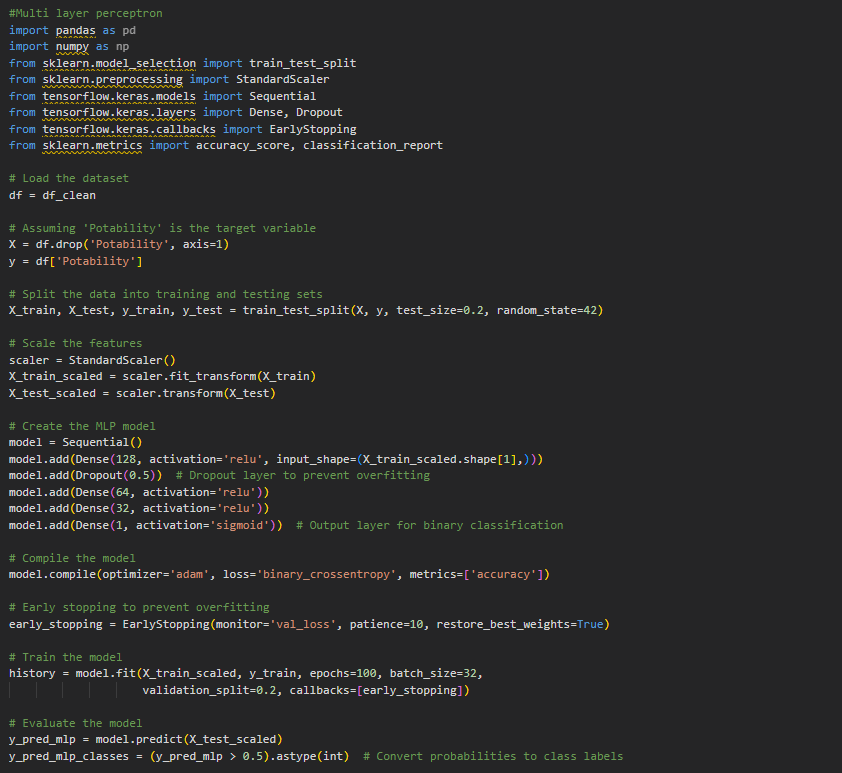 #Multi layer perceptron
import pandas as pd
import numpy as np
from sklearn.model_selection import train_test_split
from sklearn.preprocessing import StandardScaler
from tensorflow.keras.models import Sequential
from tensorflow.keras.layers import Dense, Dropout
from tensorflow.keras.callbacks import EarlyStopping
from sklearn.metrics import accuracy_score, classification_report

# Load the dataset
df = df_clean

# Assuming 'Potability' is the target variable
X = df.drop('Potability', axis=1)
y = df['Potability']

# Split the data into training and testing sets
X_train, X_test, y_train, y_test = train_test_split(X, y, test_size=0.2, random_state=42)

# Scale the features
scaler = StandardScaler()
X_train_scaled = scaler.fit_transform(X_train)
X_test_scaled = scaler.transform(X_test)

# Create the MLP model
model = Sequential()
model.add(Dense(128, activation='relu', input_shape=(X_train_scaled.shape[1],)))
model.add(Dropout(0.5))  # Dropout layer to prevent overfitting
model.add(Dense(64, activation='relu'))
model.add(Dense(32, activation='relu'))
model.add(Dense(1, activation='sigmoid'))  # Output layer for binary classification

# Compile the model
model.compile(optimizer='adam', loss='binary_crossentropy', metrics=['accuracy'])

# Early stopping to prevent overfitting
early_stopping = EarlyStopping(monitor='val_loss', patience=10, restore_best_weights=True)

# Train the model
history = model.fit(X_train_scaled, y_train, epochs=100, batch_size=32,
                    validation_split=0.2, callbacks=[early_stopping])

# Evaluate the model
y_pred_mlp = model.predict(X_test_scaled)
y_pred_mlp_classes = (y_pred_mlp > 0.5).astype(int)  # Convert probabilities to class labels